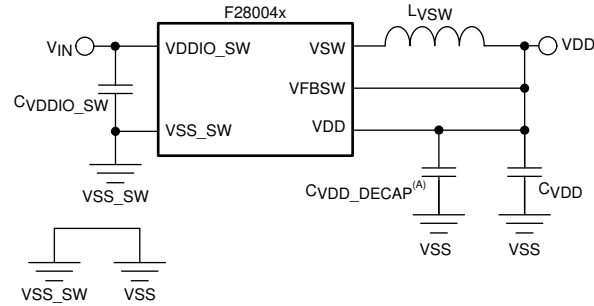 F28004x
VIN
VDDIO_SW
VSW
LVSW
VDD
CVDDIO_SW
VFBSW
VSS_SW
VDD
VSS_SW
CVDD_DECAP(A)
CVDD
VSS
VSS
VSS_SW
VSS